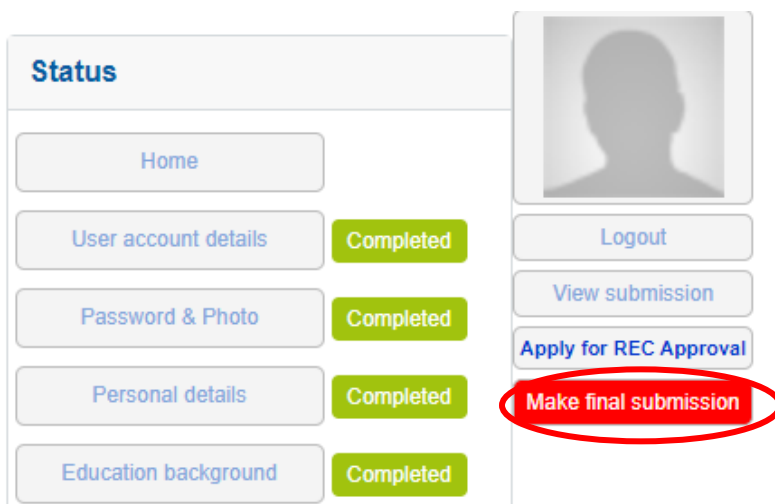 Status
Home
User account details Completed
Password & Photo Completed
Personal details Completed
Education background Completed
Logout
View submission
Apply for REC Approval
Make final submission